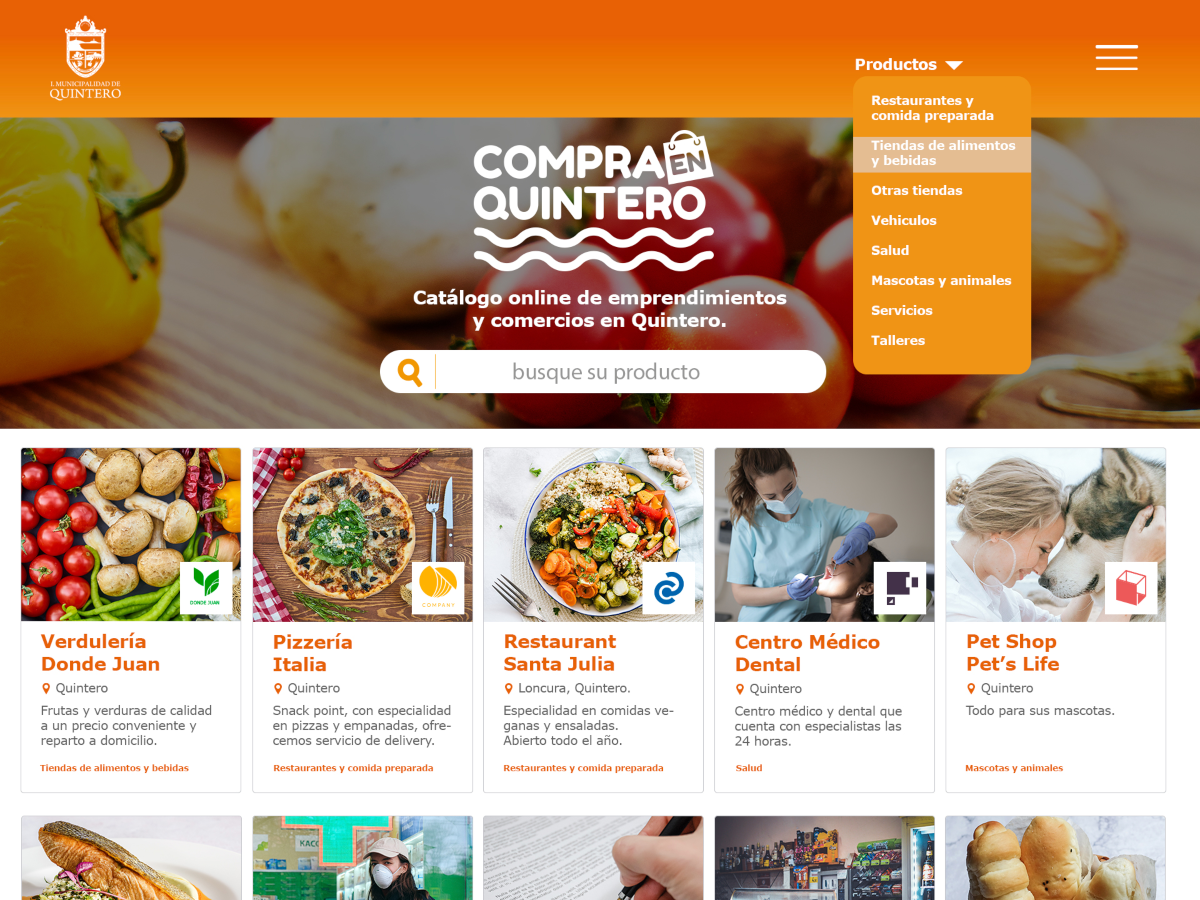 I. MUNICIPALIDAD DE
QUINTERO
Productos
Restaurantes y
comida preparada
Tiendas de alimentos
y bebidas
Otras tiendas
Vehiculos
Salud
Mascotas y animales
Servicios
Talleres
COMPRA EN
QUINTERO
Catálogo online de emprendimientos
y comercios en Quintero.
busque su producto
DONDE JUAN
Verdulería
Donde Juan
Quintero
Frutas y verduras de calidad
a un precio conveniente y
reparto a domicilio.
Tiendas de alimentos y bebidas
COMPANY
Pizzería
Italia
Quintero
Snack point, con especialidad
en pizzas y empanadas, ofre-
cemos servicio de delivery.
Restaurantes y comida preparada
Restaurant
Santa Julia
Loncura, Quintero.
Especialidad en comidas ve-
ganas y ensaladas.
Abierto todo el año.
Restaurantes y comida preparada
Centro Médico
Dental
Quintero
Centro médico y dental que
cuenta con especialistas las
24 horas.
Salud
Pet Shop
Pet’s Life
Quintero
Todo para sus mascotas.
Mascotas y animales